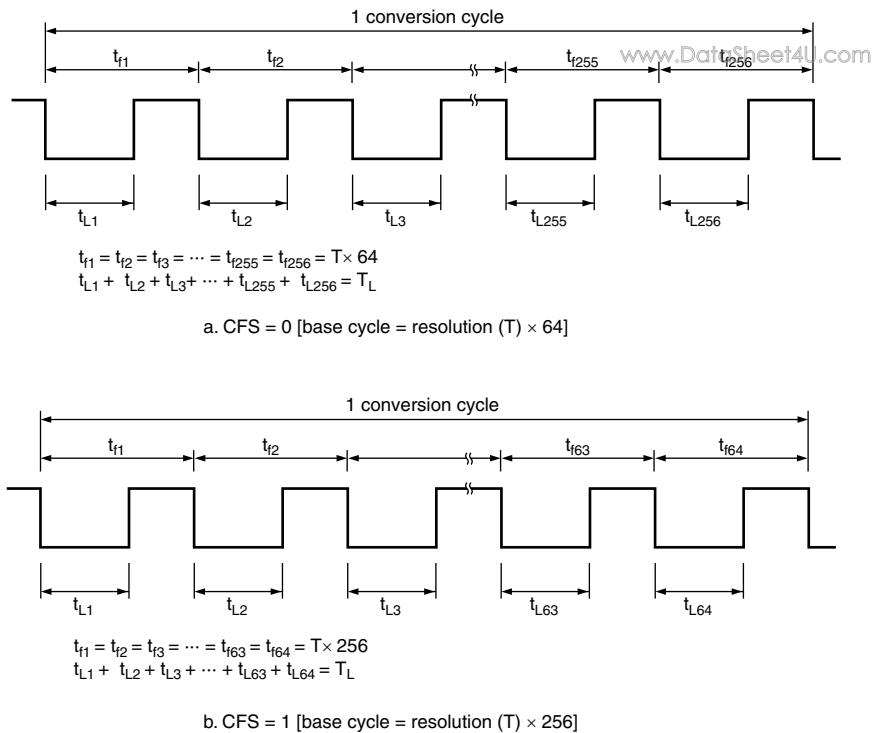 1 conversion cycle
www.DataSheet4U.com
tf1 tf2 tf255 tf256
tL1 tL2 tL3 tL255 tL256
tf1 = tf2 = tf3 = ··· = tf255 = tf256 = T× 64
tL1 + tL2 + tL3+ ··· + tL255 + tL256 = TL
a. CFS = 0 [base cycle = resolution (T) × 64]
1 conversion cycle
tf1 tf2 tf63 tf64
tL1 tL2 tL3 tL63 tL64
tf1 = tf2 = tf3 = ··· = tf63 = tf64 = T× 256
tL1 + tL2 + tL3 + ··· + tL63 + tL64 = TL
b. CFS = 1 [base cycle = resolution (T) × 256]